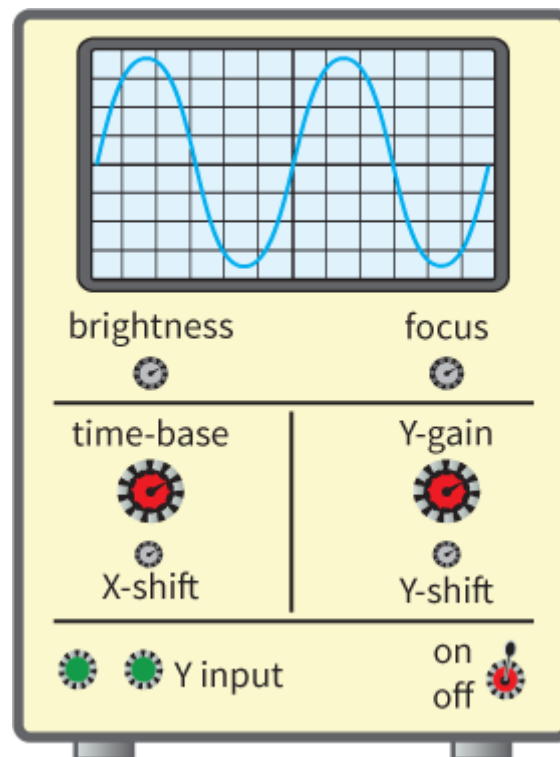 brightness
focus
time-base
Y-gain
X-shift
Y-shift
Y input
on
off